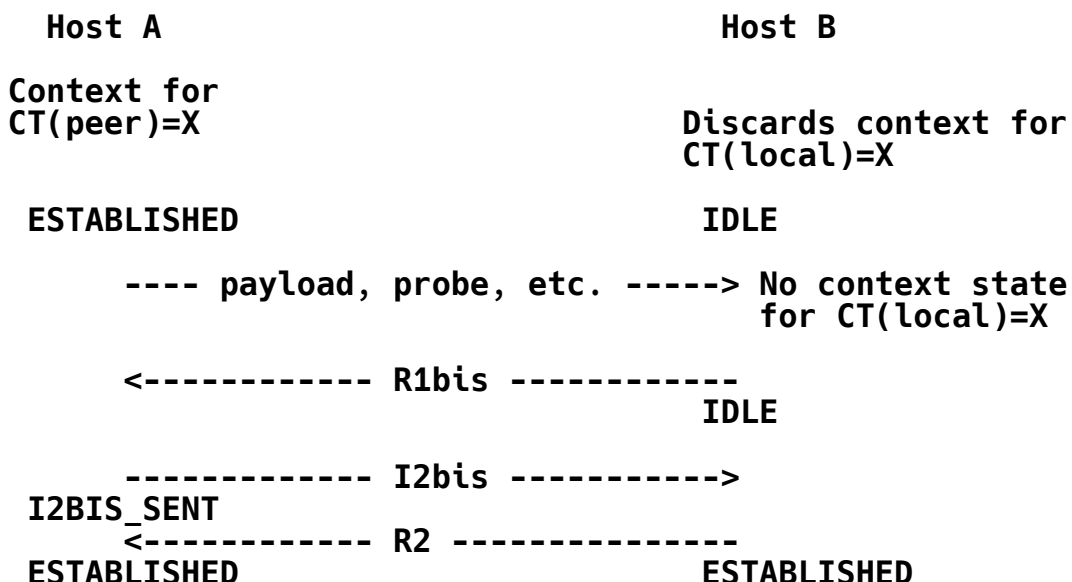 Host A Host B
Context for
CT(peer)=X Discards context for
CT(local)=X
ESTABLISHED IDLE
---- payload, probe, etc. -----> No context state
for CT(local)=X
<------------ R1bis ------------
IDLE
------------- I2bis ----------->
I2BIS_SENT
<------------ R2 ---------------
ESTABLISHED ESTABLISHED